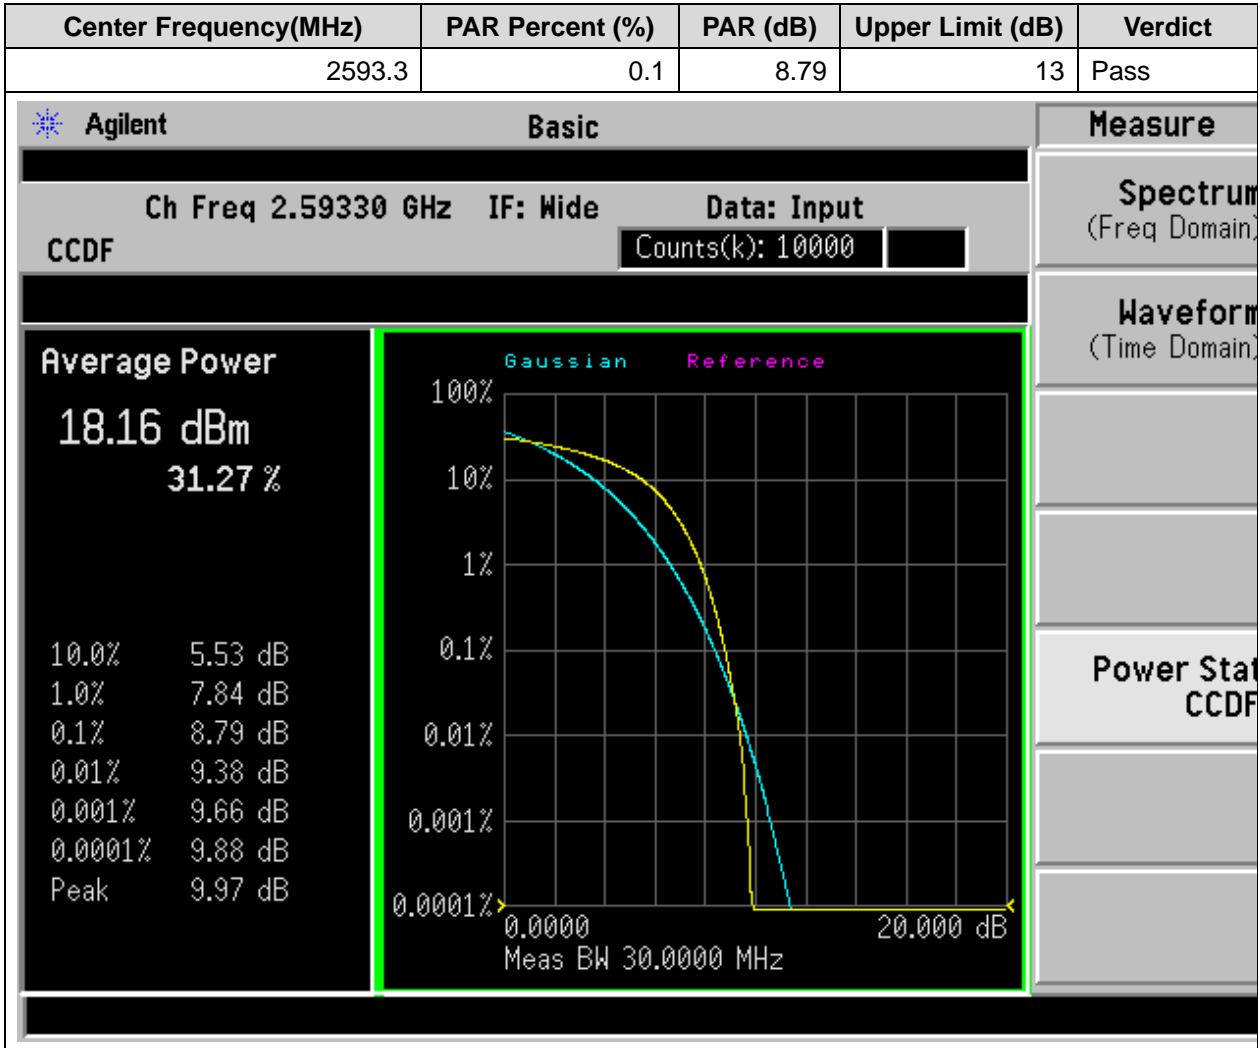 Center Frequency(MHz) PAR Percent (%) PAR (dB) Upper Limit (dB) Verdict
2593.3 0.1 8.79 13 Pass
Agilent Basic Measure
Ch Freq 2.59330 GHz IF: Wide Data: Input
CCDF Counts(k): 10000
Average Power
18.16 dBm
31.27 %
10.0% 5.53 dB
1.0% 7.84 dB
0.1% 8.79 dB
0.01% 9.38 dB
0.001% 9.66 dB
0.0001% 9.88 dB
Peak 9.97 dB
Gaussian Reference
100%
10%
1%
0.1%
0.01%
0.001%
0.0001%
0.0000 20.000 dB
Meas BW 30.0000 MHz
Spectrum
(Freq Domain)
Waveform
(Time Domain)
Power Stat
CCDF